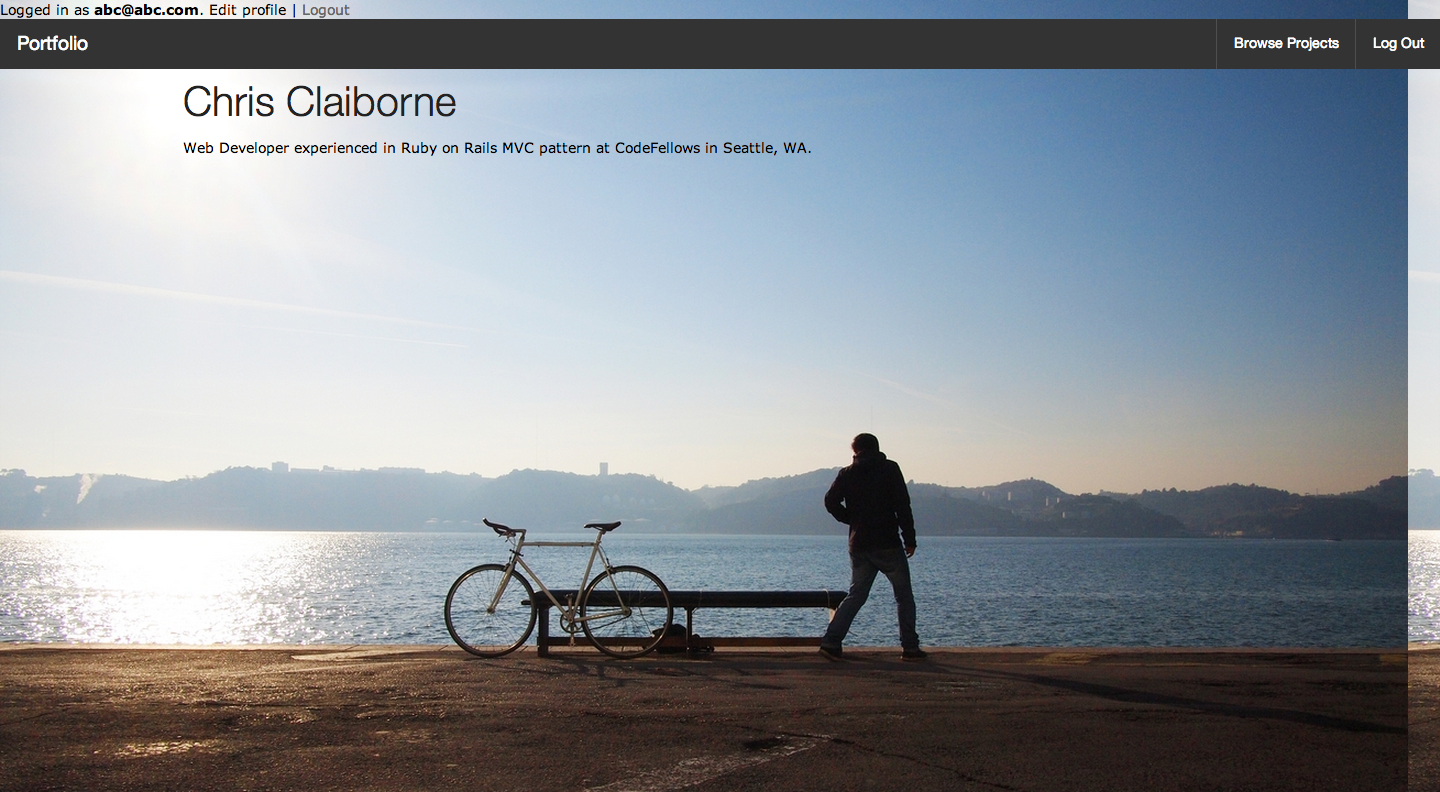 Logged in as abc@abc.com. Edit profile | Logout
Portfolio Browse Projects Log Out
Chris Claiborne
Web Developer experienced in Ruby on Rails MVC pattern at CodeFellows in Seattle, WA.